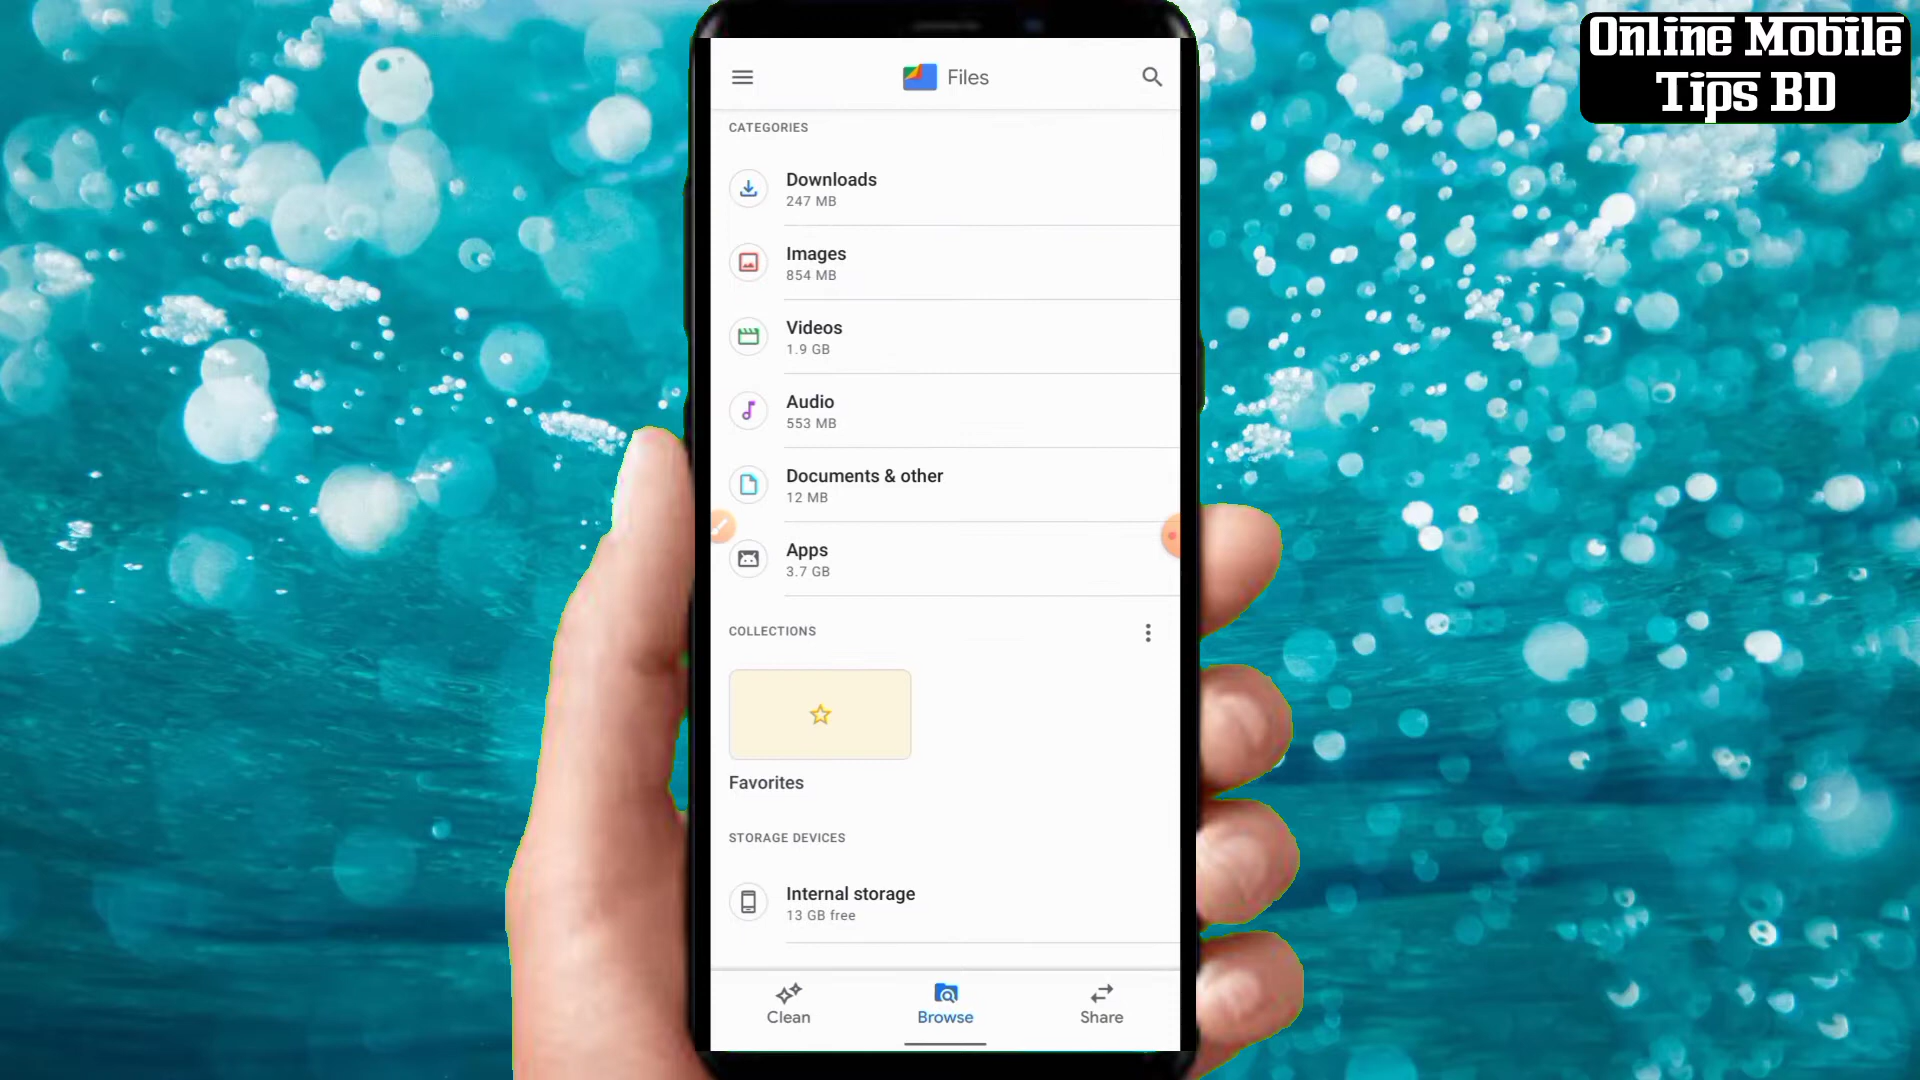 Online Mobile
Tips BD
Files
CATEGORIES
Downloads
247 MB
Images
854 MB
Videos
1.9 GB
Audio
553 MB
Documents & other
12 MB
Apps
3.7 GB
COLLECTIONS
Favorites
STORAGE DEVICES
Internal storage
13 GB free
Clean
Browse
Share